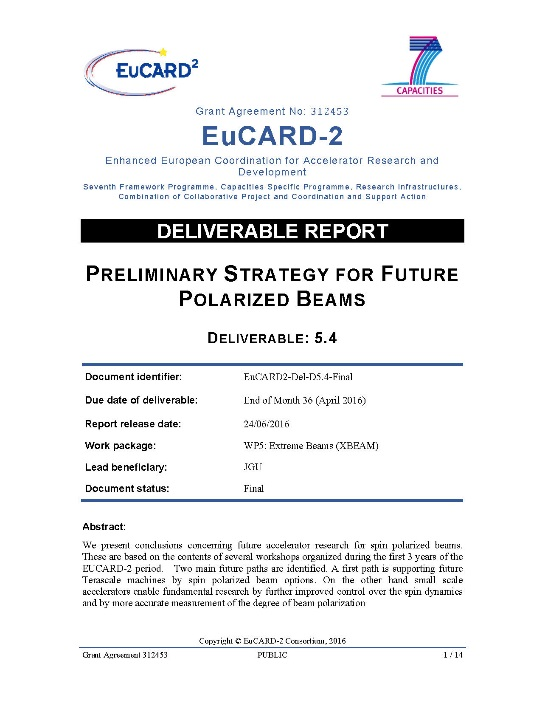 EuCARD²
7
CAPACITIES
Grant Agreement No: 312453
EuCARD-2
Enhanced European Coordination for Accelerator Research and
Development
Seventh Framework Programme, Capacities Specific Programme, Research Infrastructures,
Combination of Collaborative Project and Coordination and Support Action
DELIVERABLE REPORT
PRELIMINARY STRATEGY FOR FUTURE
POLARIZED BEAMS
DELIVERABLE: 5.4
Document identifier: EuCARD2-Del-D5.4-Final
Due date of deliverable: End of Month 36 (April 2016)
Report release date: 24/06/2016
Work package: WP5: Extreme Beams (XBEAM)
Lead beneficiary: JGU
Document status: Final
Abstract:
We present conclusions concerning future accelerator research for spin polarized beams.
These are based on the contents of several workshops organized during the first 3 years of the
EUCARD-2 period. Two main future paths are identified. A first path is supporting future
Terascale machines by spin polarized beam options. On the other hand small scale
accelerators enable fundamental research by further improved control over the spin dynamics
and by more accurate measurement of the degree of beam polarization
Copyright © EuCARD-2 Consortium, 2016
Grant Agreement 312453 PUBLIC 1 / 14